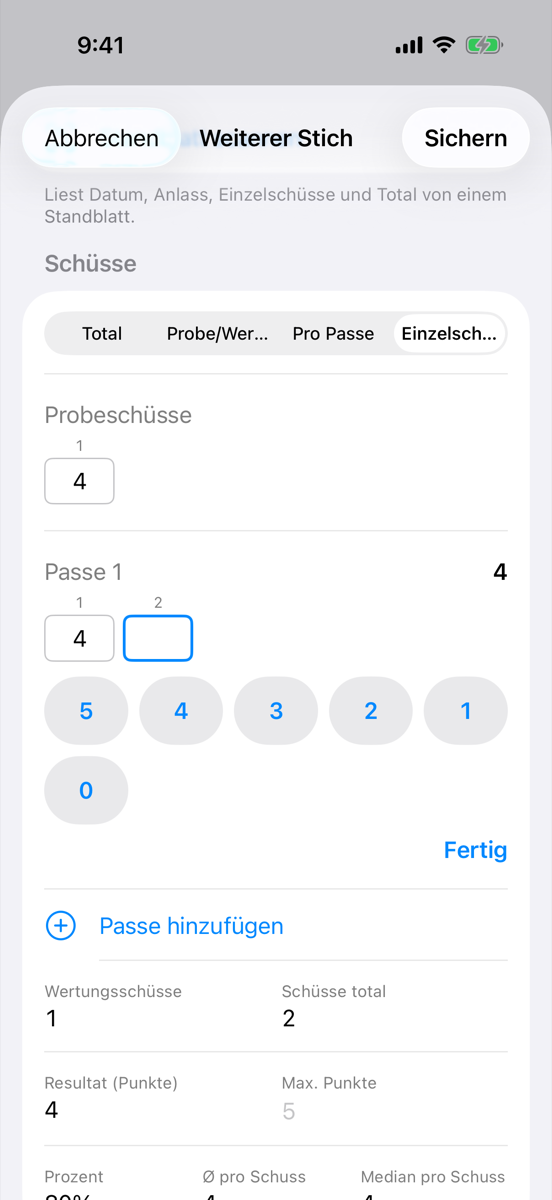 9:41
Abbrechen Weiterer Stich Sichern
Liest Datum, Anlass, Einzelschüsse und Total von einem
Standblatt.
Schüsse
Total Probe/Wer... Pro Passe Einzelsch...
Probeschüsse
1
4
Passe 1 4
1 2
4
5 4 3 2 1
0
Fertig
Passe hinzufügen
Wertungsschüsse Schüsse total
1 2
Resultat (Punkte) Max. Punkte
4 5
Prozent Ø pro Schuss Median pro Schuss